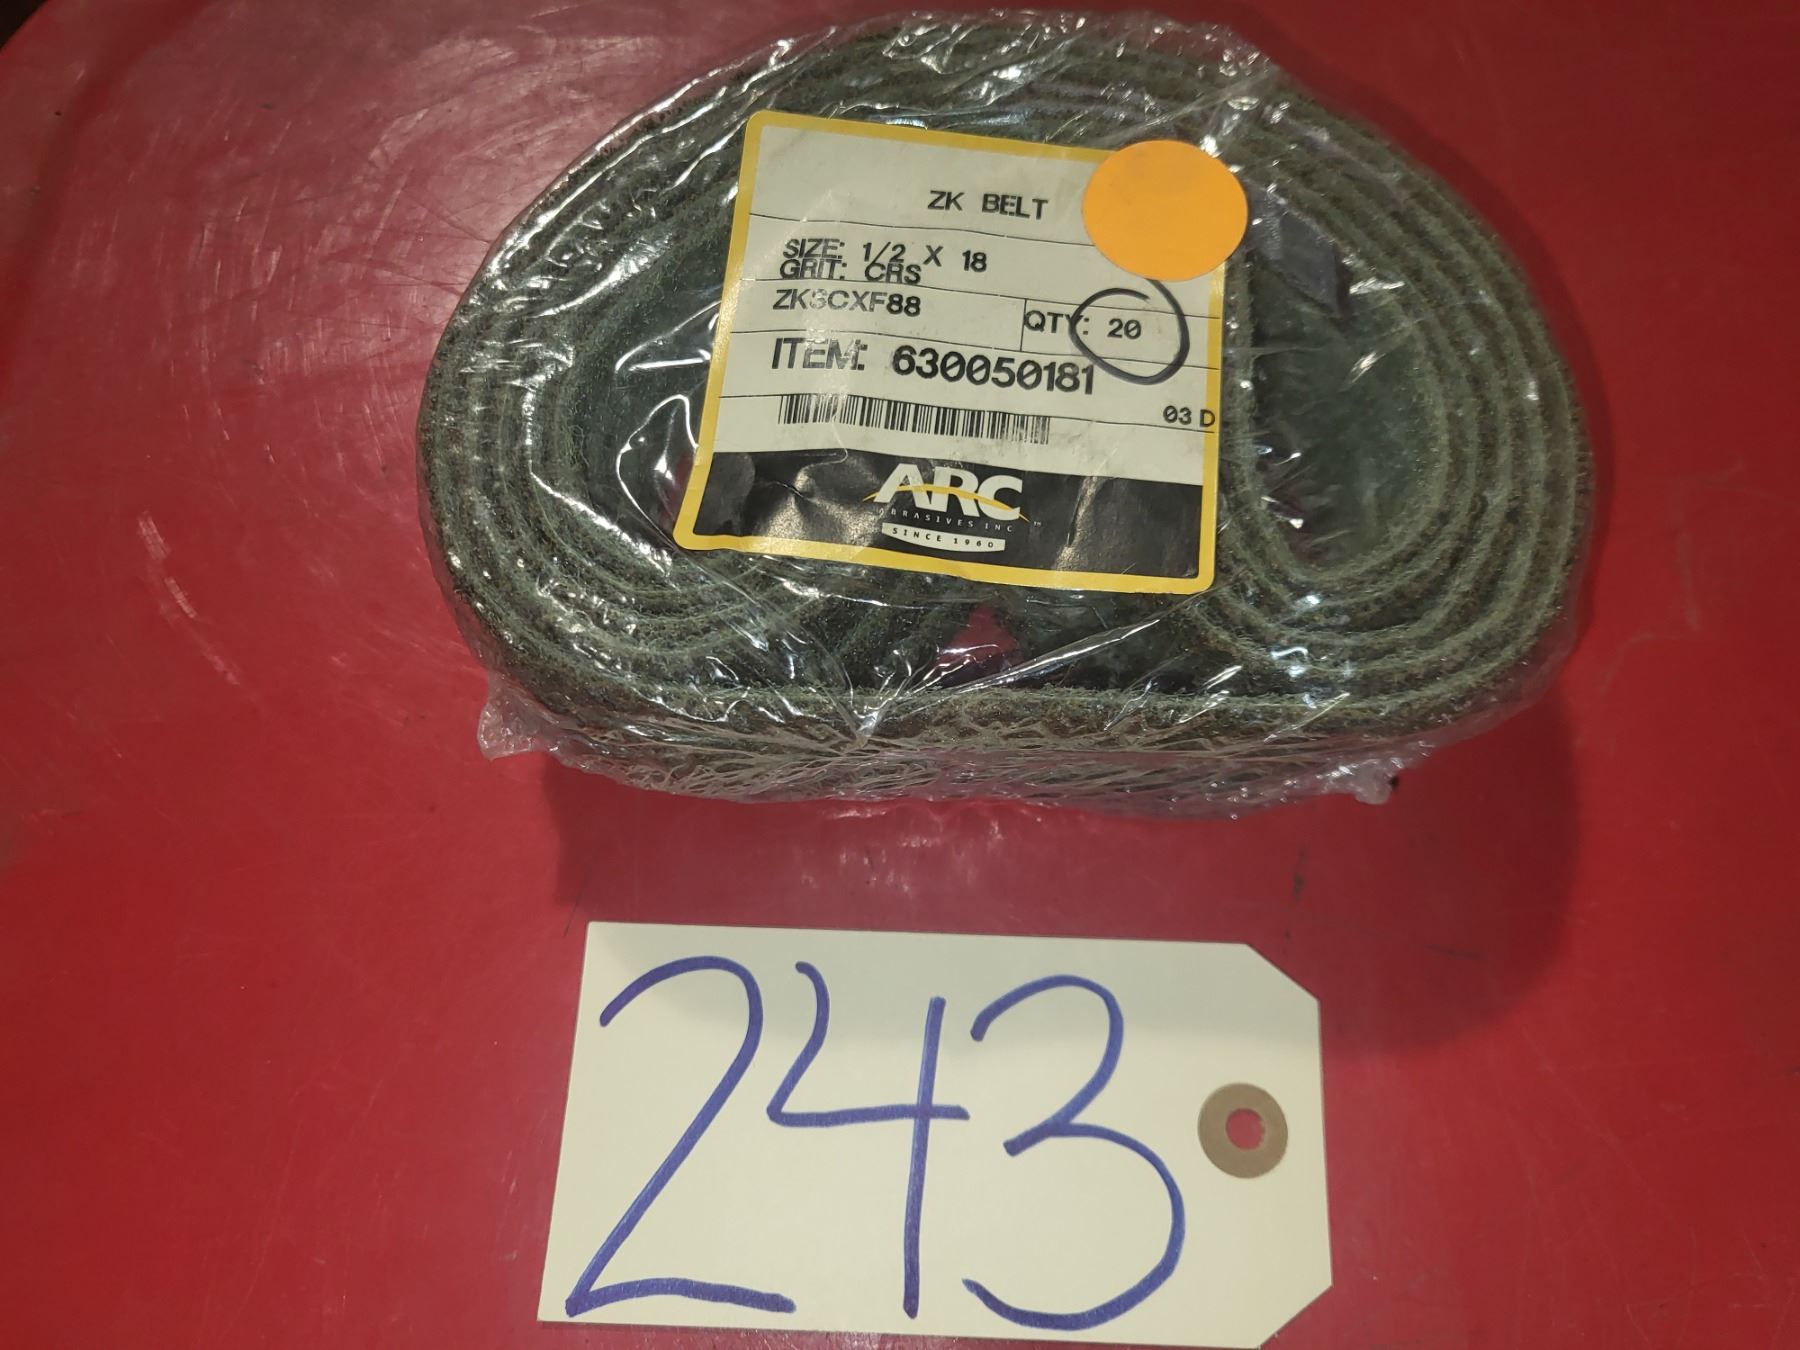 ZK BELT
SIZE: 1/2 X 18
GRIT: CRS
ZKSCXF88
QTY: 20
ITEM: 630050181
03 D
ARC
ABRASIVES INC ™
SINCE 1960
243